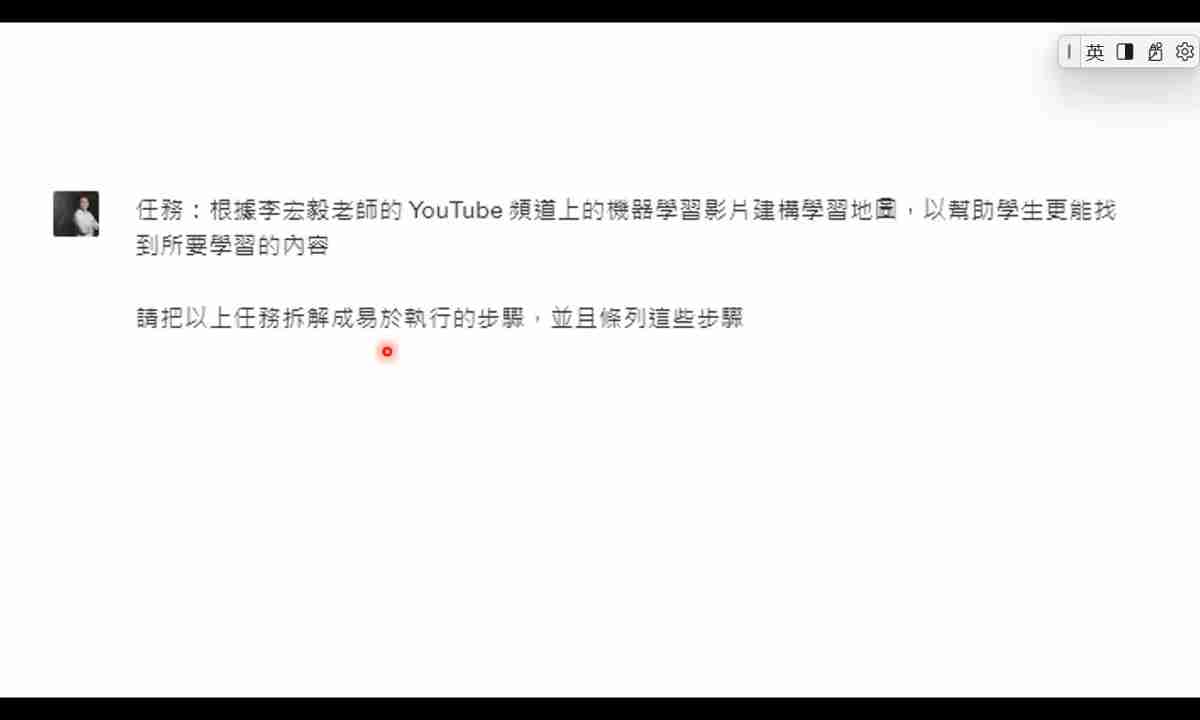 英
任務：根據李宏毅老師的 YouTube 頻道上的機器學習影片建構學習地圖，以幫助學生更能找
到所要學習的內容
請把以上任務拆解成易於執行的步驟，並且條列這些步驟